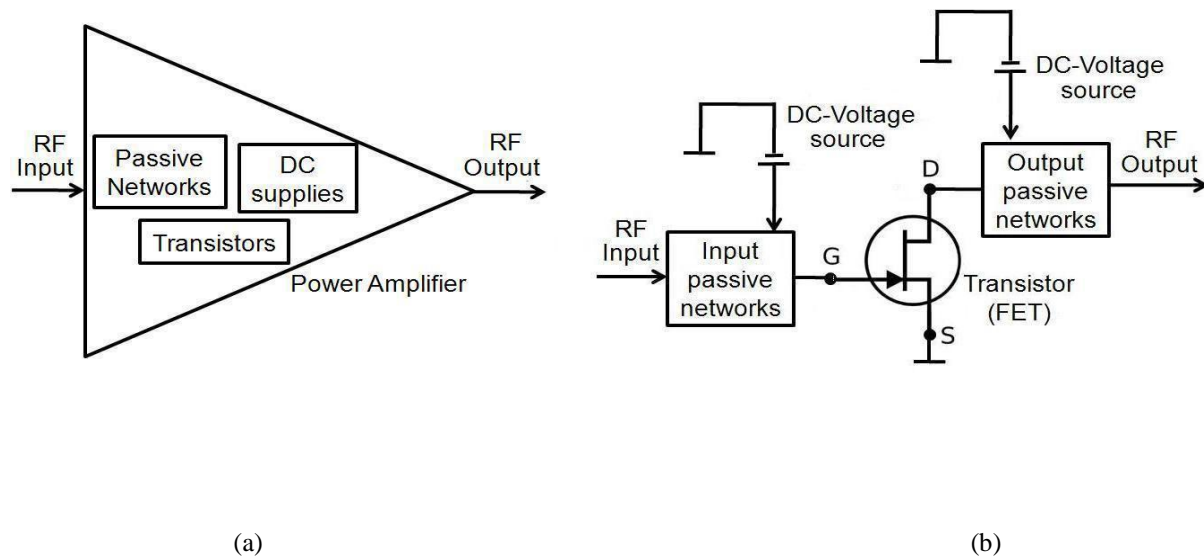 RF
Input
Passive
Networks
DC
supplies
Transistors
RF
Output
Power Amplifier
(a)
DC-Voltage
source
DC-Voltage
source
RF
Input
Input
passive
networks
G
D
S
Transistor
(FET)
Output
passive
networks
RF
Output
(b)